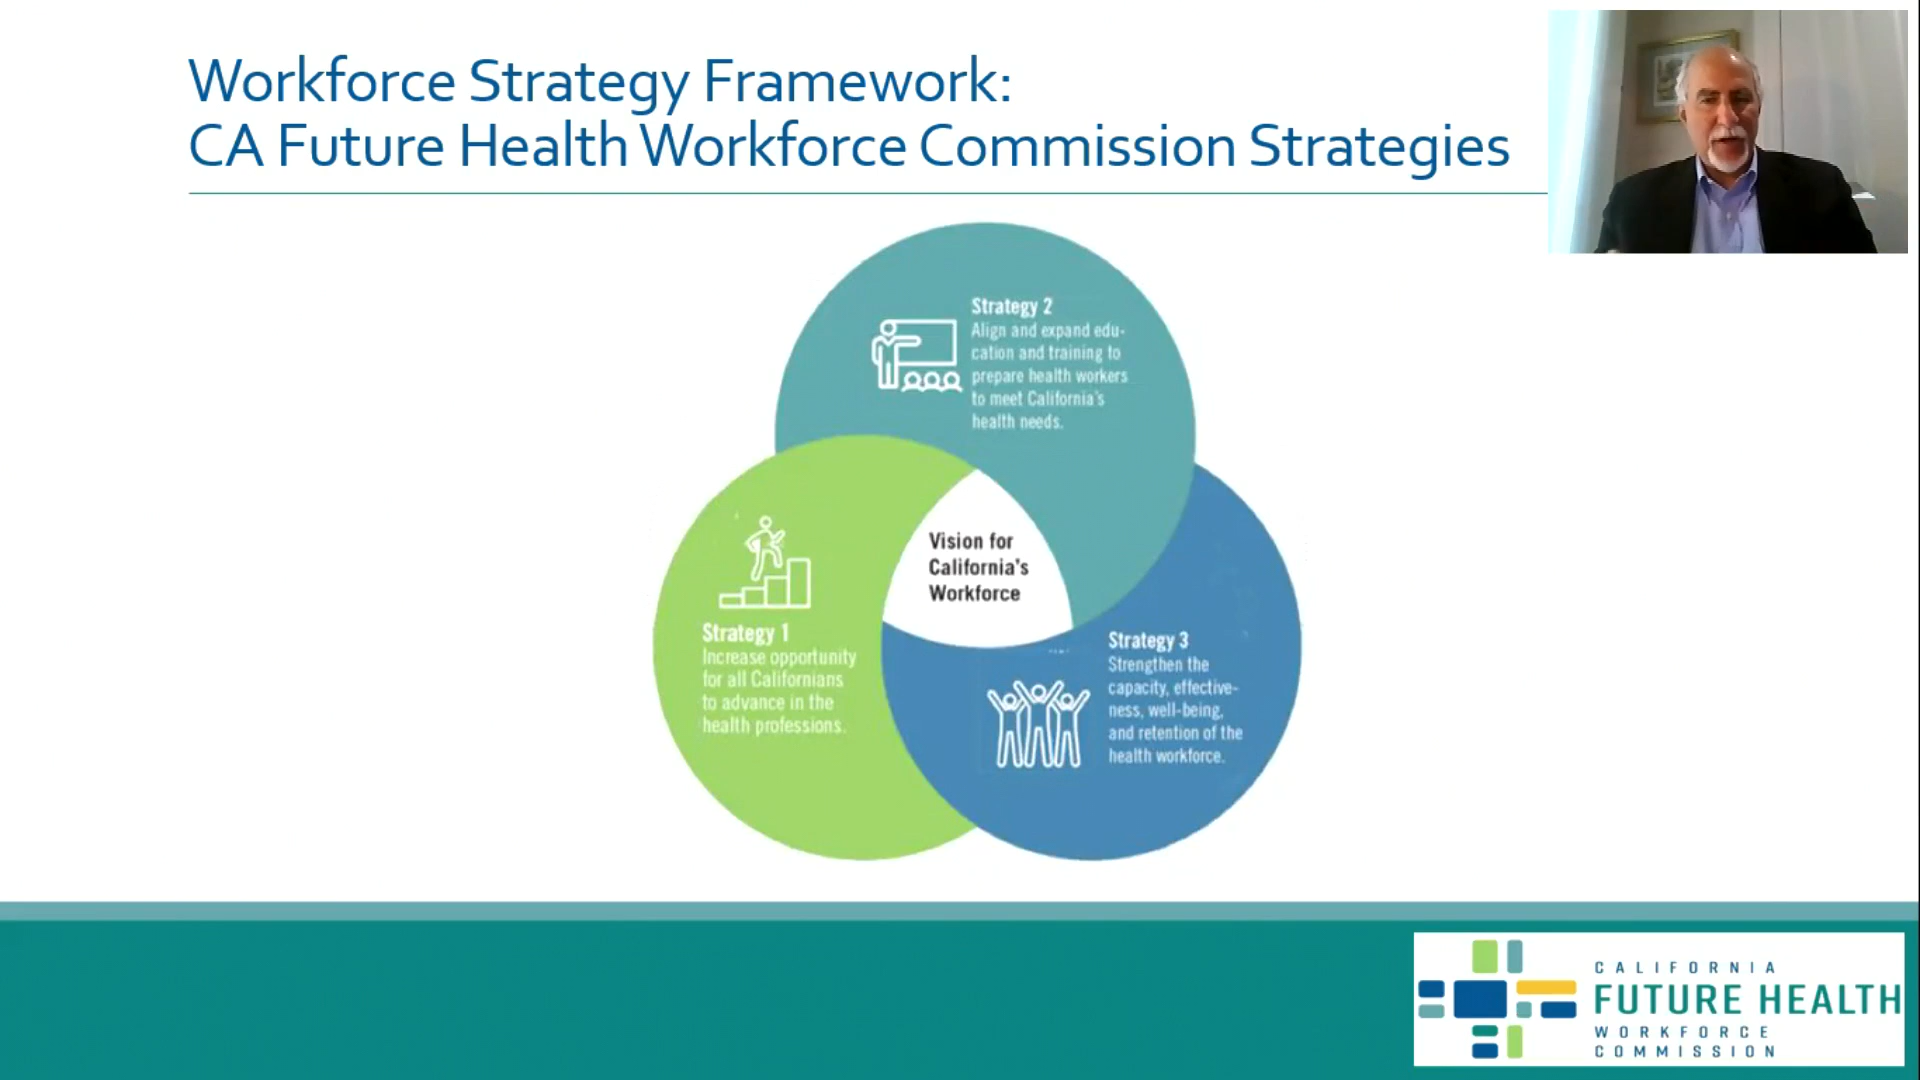 Workforce Strategy Framework:
CA Future Health Workforce Commission Strategies
Strategy 2
Align and expand edu-
cation and training to
prepare health workers
to meet California's
health needs.
Vision for
California's
Workforce
Strategy 1
Increase opportunity
for all Californians
to advance in the
health professions.
Strategy 3
Strengthen the
capacity, effective-
ness, well-being,
and retention of the
health workforce.
CALIFORNIA
FUTURE HEALTH
WORKFORCE
COMMISSION